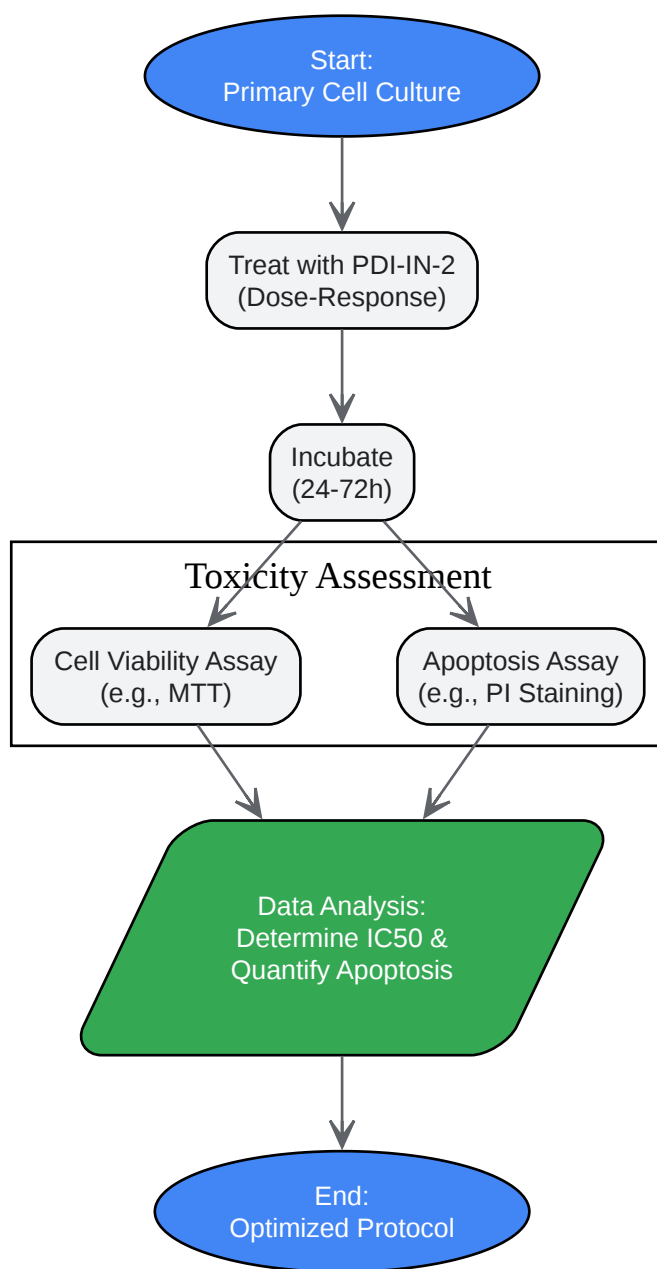 Start:
Primary Cell Culture
Treat with PDI-IN-2
(Dose-Response)
Incubate
(24-72h)
Toxicity Assessment
Cell Viability Assay
(e.g., MTT)
Apoptosis Assay
(e.g., PI Staining)
Data Analysis:
Determine IC50 &
Quantify Apoptosis
End:
Optimized Protocol